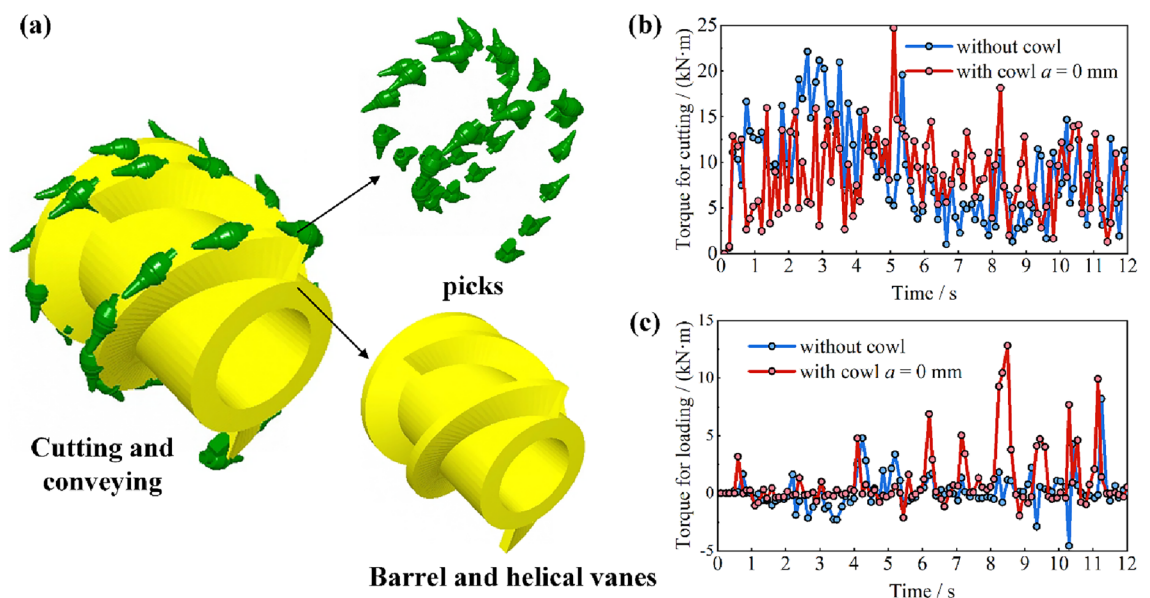 (a)
picks
Cutting and
conveying
Barrel and helical vanes
(b)
25
20
15
10
5
0
without cowl
with cowl a = 0 mm
Torque for cutting / (kN·m)
0 1 2 3 4 5 6 7 8 9 10 11 12
Time / s
(c)
15
10
5
0
-5
without cowl
with cowl a = 0 mm
Torque for loading / (kN·m)
0 1 2 3 4 5 6 7 8 9 10 11 12
Time / s